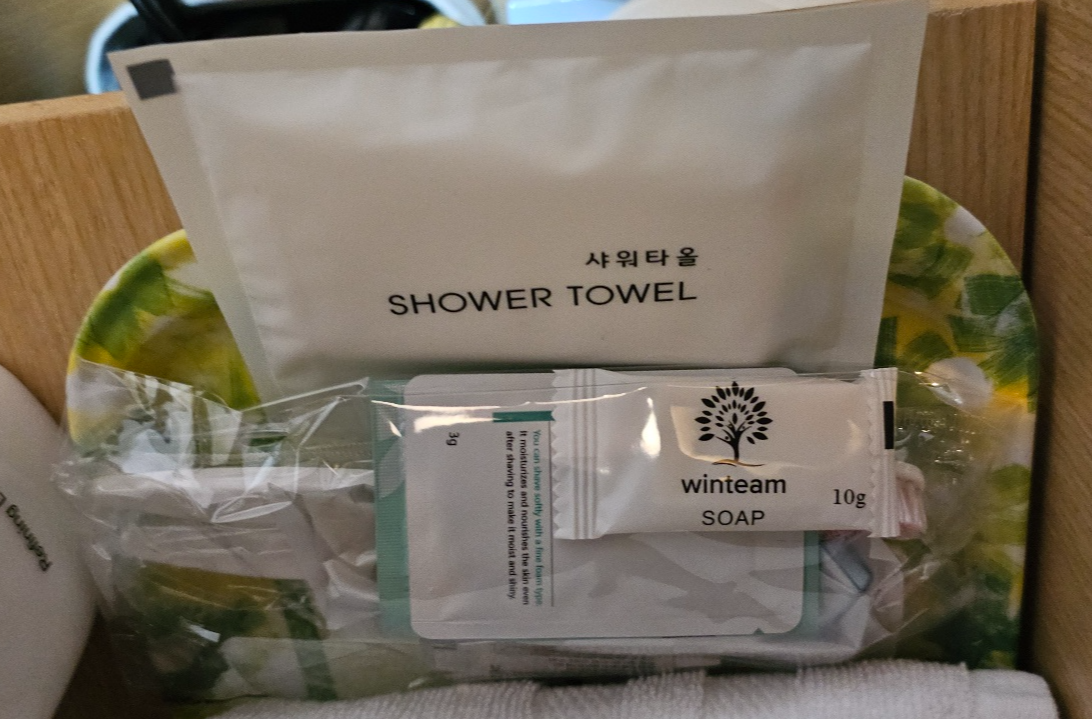 샤워타올
SHOWER TOWEL
winteam
SOAP
10g
3g
You can shave softly with a fine foam type.
It moisturizes and nourishes the skin even
after shaving to make it moist and shiny.
Refining